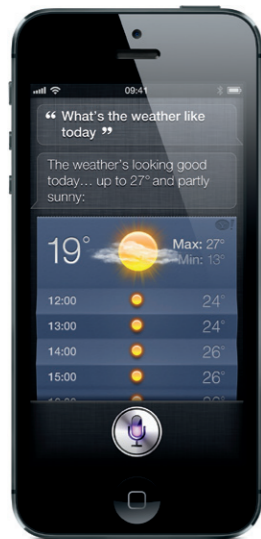 09:41
“ What's the weather like
today ”
The weather's looking good
today... up to 27° and partly
sunny:
19° Max: 27°
Min: 13°
12:00 24°
13:00 24°
14:00 26°
15:00 26°